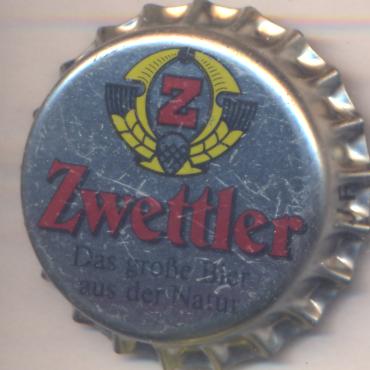 Z
Zwettler
Das große Bier
aus der Natur